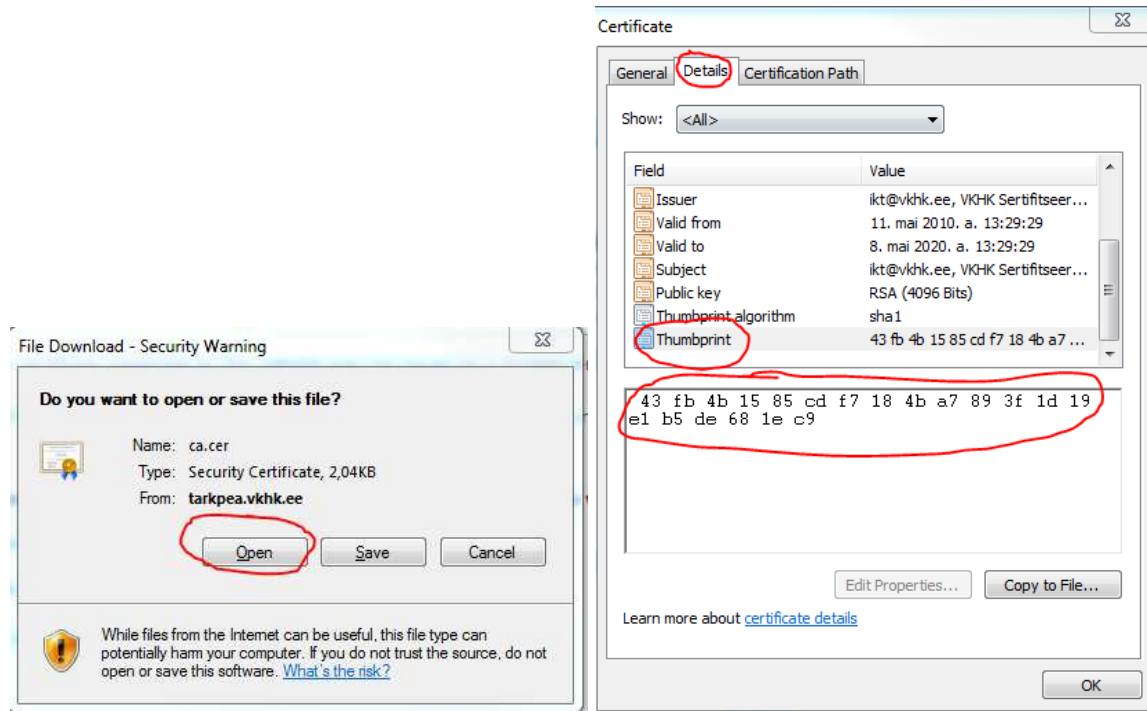 File Download - Security Warning
Do you want to open or save this file?
Name: ca.cer
Type: Security Certificate, 2,04KB
From: tarkpea.vkhk.ee
Open Save Cancel
While files from the Internet can be useful, this file type can
potentially harm your computer. If you do not trust the source, do not
open or save this software. What's the risk?
Certificate
General Details Certification Path
Show: <All>
Field Value
Issuer ikt@vkhk.ee, VKHK Sertifitseer...
Valid from 11. mai 2010. a. 13:29:29
Valid to 8. mai 2020. a. 13:29:29
Subject ikt@vkhk.ee, VKHK Sertifitseer...
Public key RSA (4096 Bits)
Thumbprint algorithm sha1
Thumbprint 43 fb 4b 15 85 cd f7 18 4b a7 ...
43 fb 4b 15 85 cd f7 18 4b a7 89 3f 1d 19
e1 b5 de 68 1e c9
Edit Properties... Copy to File...
Learn more about certificate details
OK